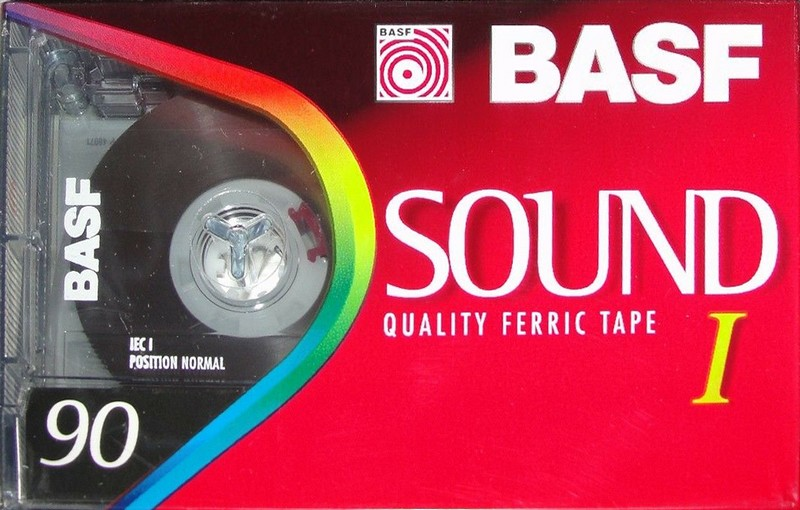 BASF
BASF
SOUND
QUALITY FERRIC TAPE
I
BASF
IEC I
POSITION NORMAL
90